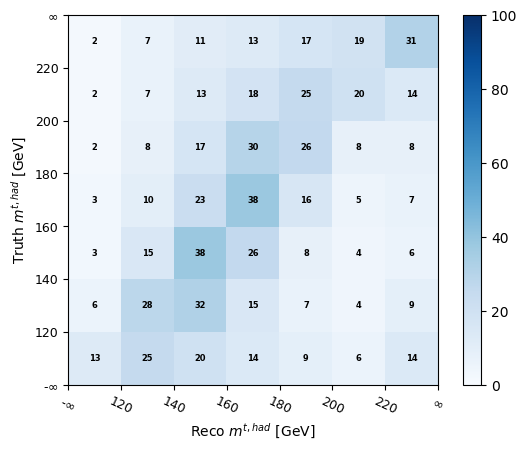 ∞
2 7 11 13 17 19 31
220
2 7 13 18 25 20 14
200
2 8 17 30 26 8 8
180
3 10 23 38 16 5 7
160
3 15 38 26 8 4 6
140
6 28 32 15 7 4 9
120
13 25 20 14 9 6 14
-∞
-∞ 120 140 160 180 200 220 ∞
Truth m^{t,had} [GeV]
Reco m^{t,had} [GeV]
100
80
60
40
20
0